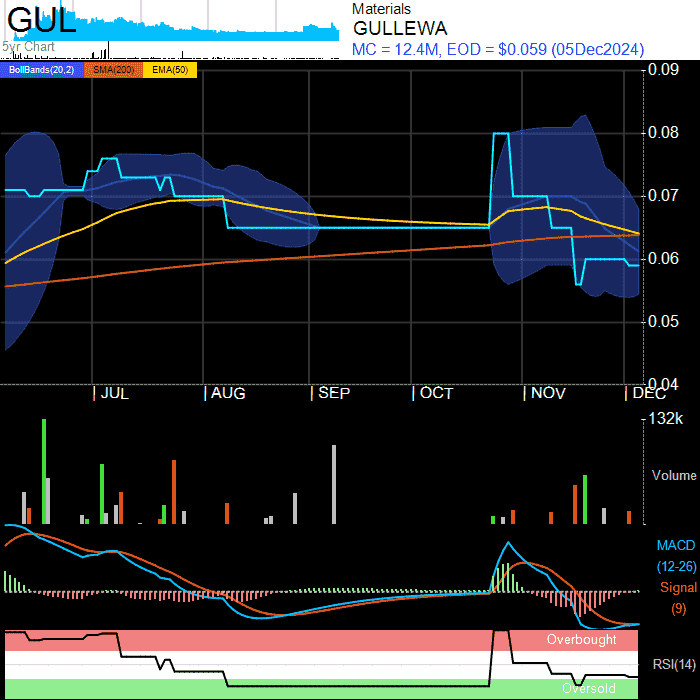 GUL
5yr Chart
Materials
GULLEWA
MC = 12.4M, EOD = $0.059 (05Dec2024)
BollBands(20,2) SMA(200) EMA(50)
0.09
0.08
0.07
0.06
0.05
0.04
JUL AUG SEP OCT NOV DEC
132k
Volume
MACD
(12-26)
Signal
(9)
Overbought
RSI(14)
Oversold